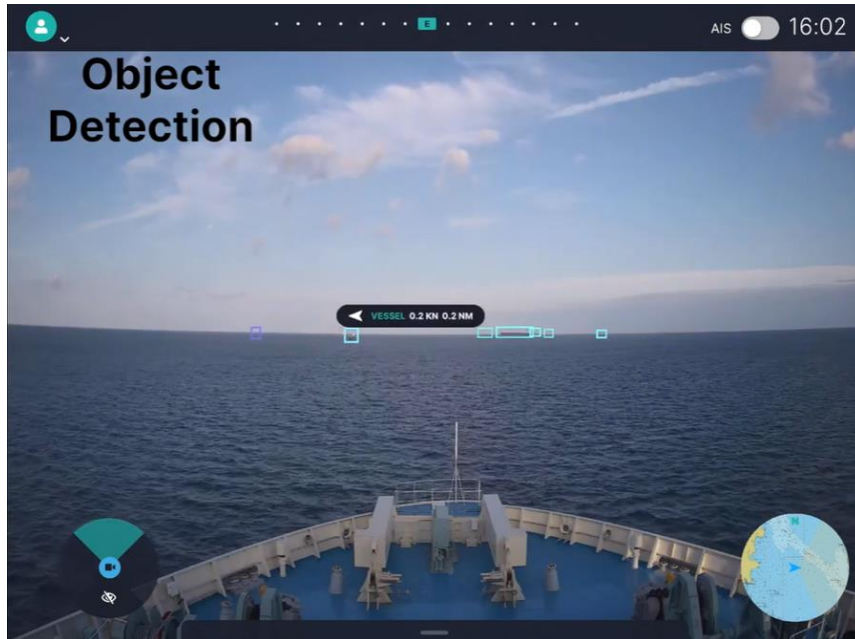 E
AIS 16:02
Object
Detection
VESSEL 0.2 KN 0.2 NM
N